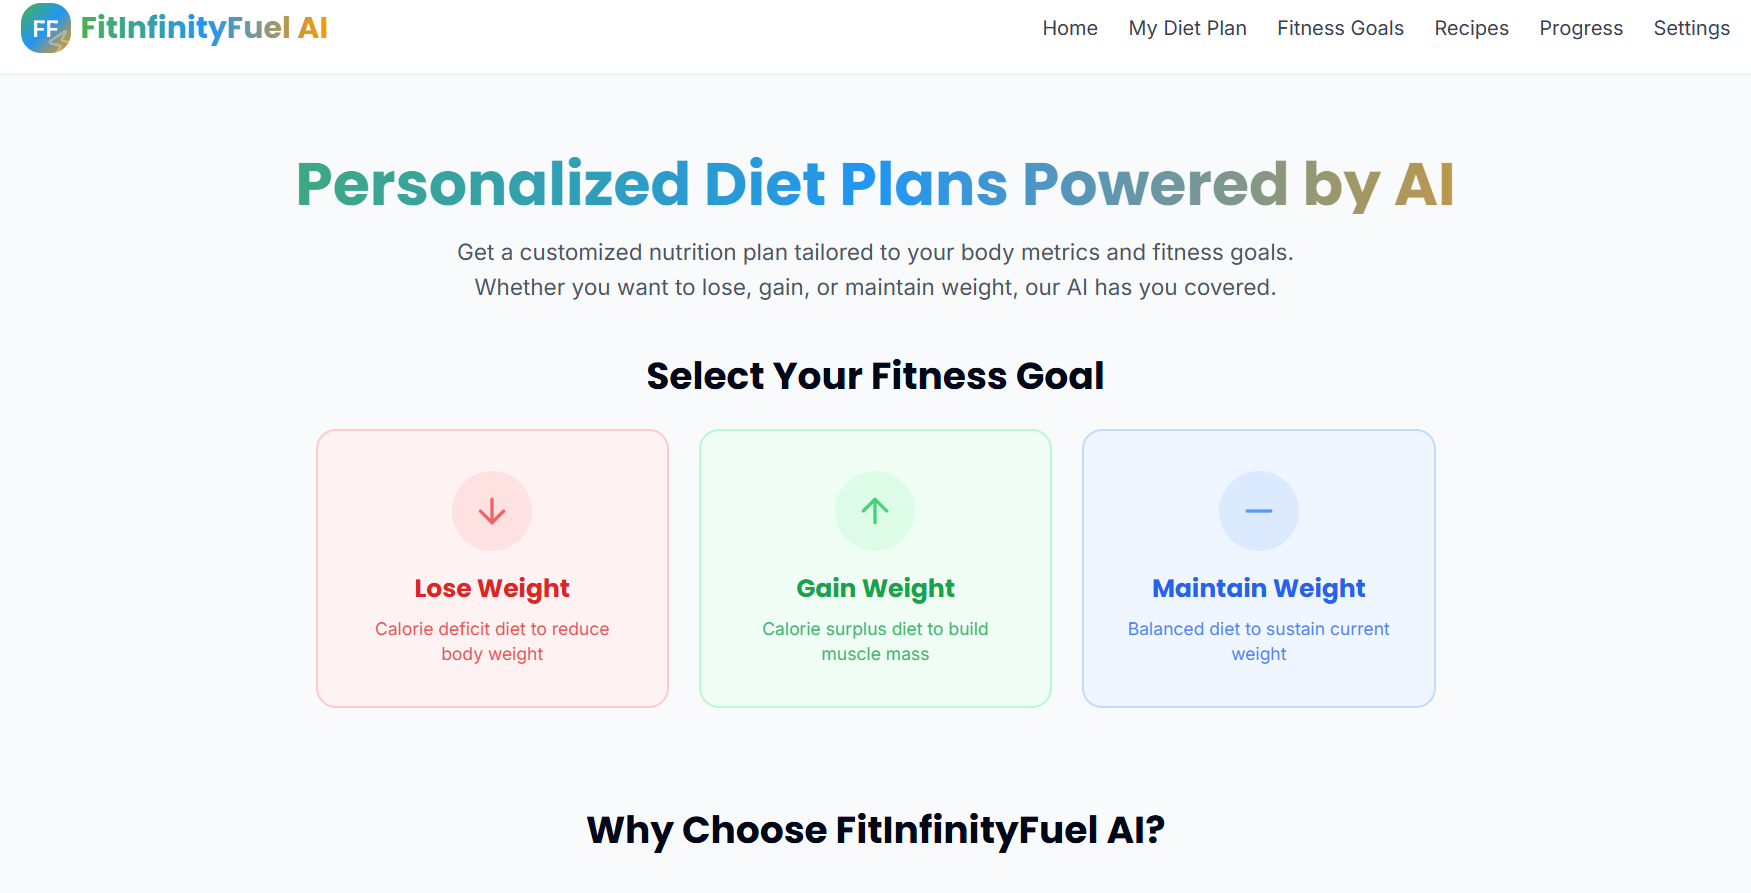 FF FitInfinityFuel AI
Home My Diet Plan Fitness Goals Recipes Progress Settings
Personalized Diet Plans Powered by AI
Get a customized nutrition plan tailored to your body metrics and fitness goals.
Whether you want to lose, gain, or maintain weight, our AI has you covered.
Select Your Fitness Goal
Lose Weight
Calorie deficit diet to reduce
body weight
Gain Weight
Calorie surplus diet to build
muscle mass
Maintain Weight
Balanced diet to sustain current
weight
Why Choose FitInfinityFuel AI?